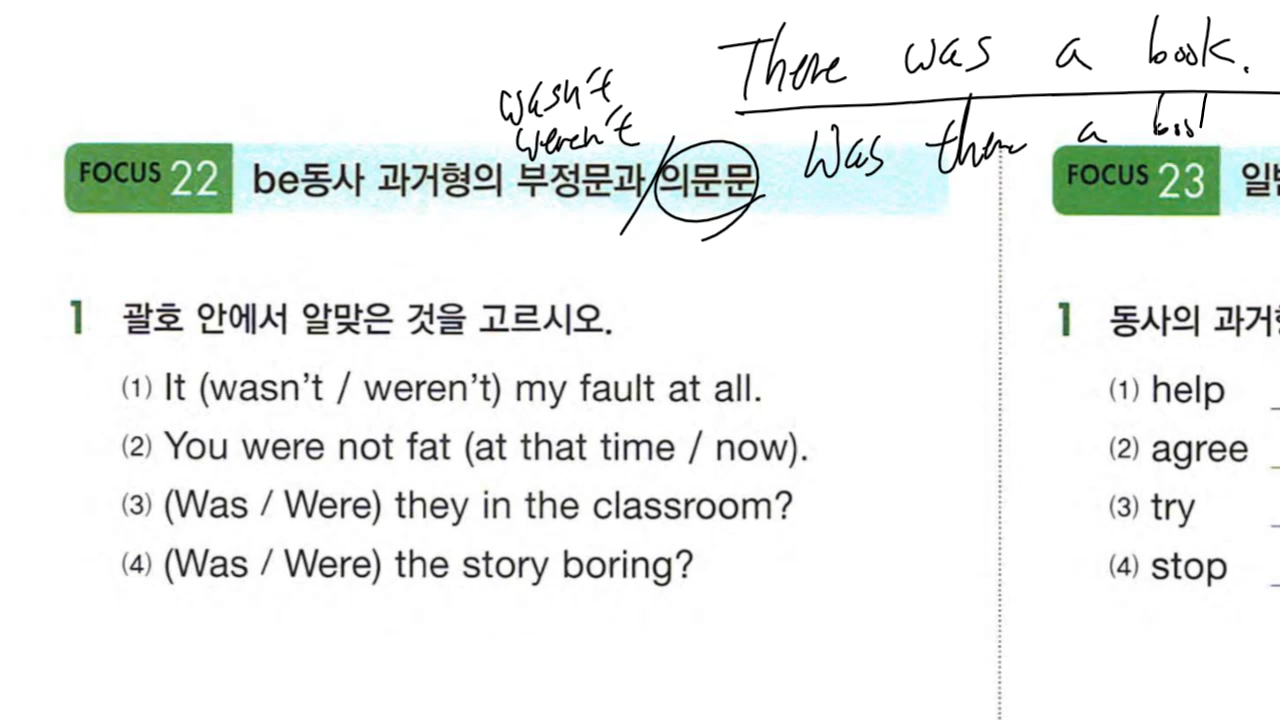 There was a book.
wasn't
weren't
Was there a
FOCUS 22 be동사 과거형의 부정문과 의문문
1 괄호 안에서 알맞은 것을 고르시오.
(1) It (wasn't / weren't) my fault at all.
(2) You were not fat (at that time / now).
(3) (Was / Were) they in the classroom?
(4) (Was / Were) the story boring?
FOCUS 23
1 동사의
(1) help
(2) agree
(3) try
(4) stop